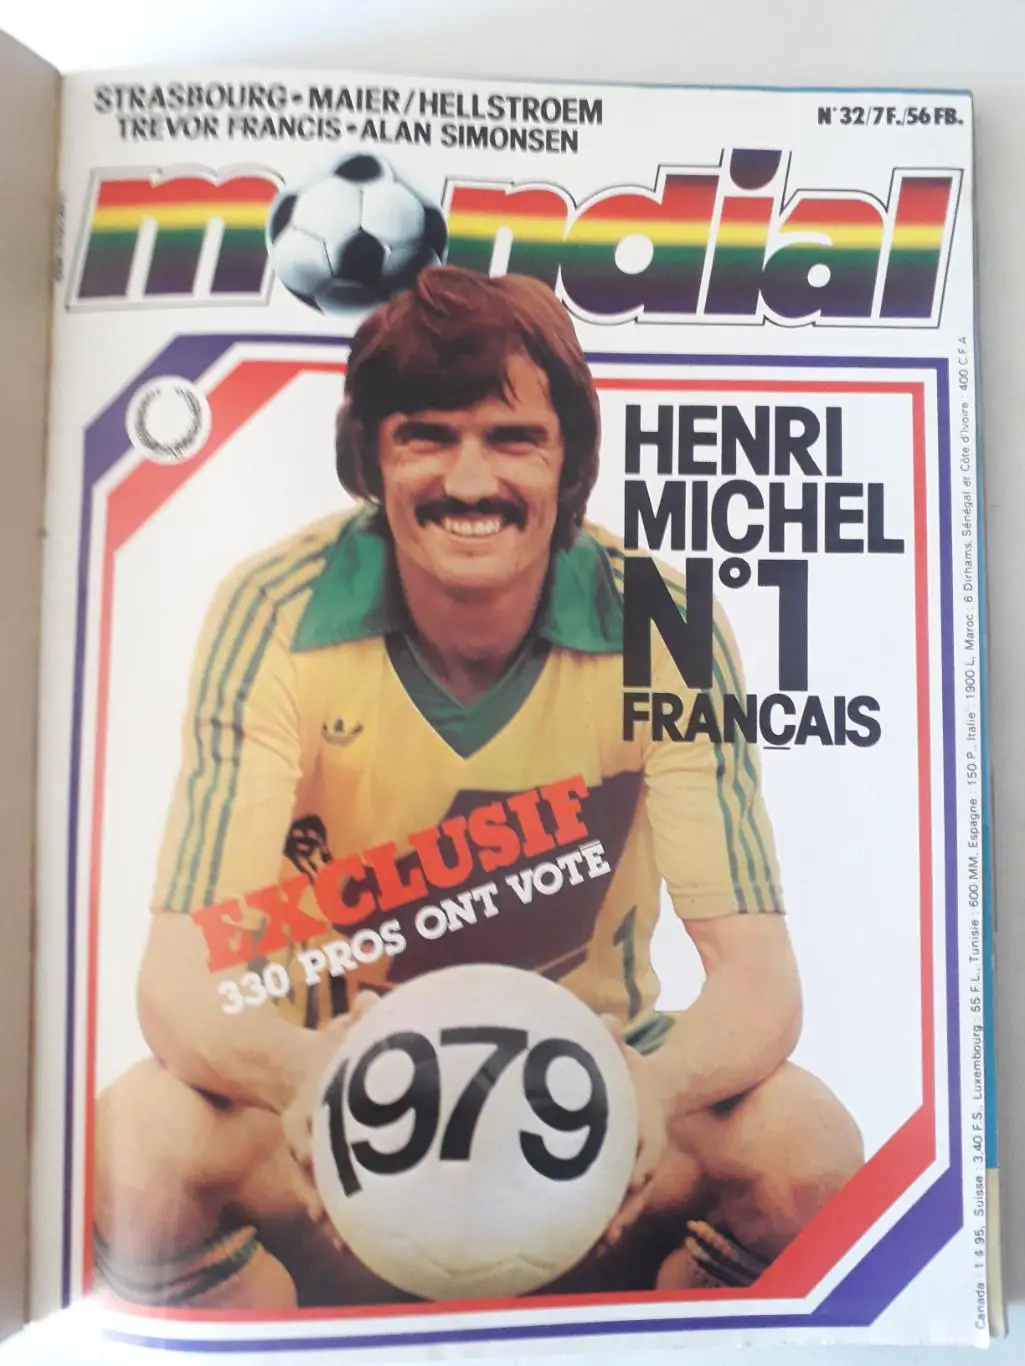 STRASBOURG • MAIER/HELLSTROEM
TREVOR FRANCIS • ALAN SIMONSEN
N° 32/7F./56 FB.
mondial
HENRI
MICHEL
N°1
FRANÇAIS
EXCLUSIF
330 PROS ONT VOTÉ
1979
Canada : 1 $ 95, Suisse : 3,40 F.S., Luxembourg : 55 F.L., Tunisie : 600 MM, Espagne : 150 P., Italie : 1900 L, Maroc : 6 Dirhams, Sénégal et Côte d'Ivoire : 400 C.F.A